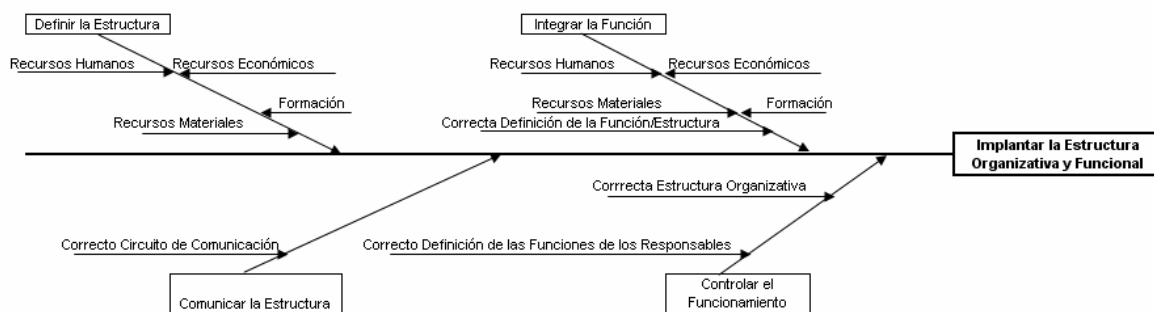 Definir la Estructura
Integrar la Función
Recursos Humanos
Recursos Económicos
Recursos Humanos
Recursos Económicos
Formación
Recursos Materiales
Recursos Materiales
Formación
Correcta Definición de la Función/Estructura
Implantar la Estructura
Organizativa y Funcional
Corrrecta Estructura Organizativa
Correcto Circuito de Comunicación
Correcto Definición de las Funciones de los Responsables
Comunicar la Estructura
Controlar el
Funcionamiento